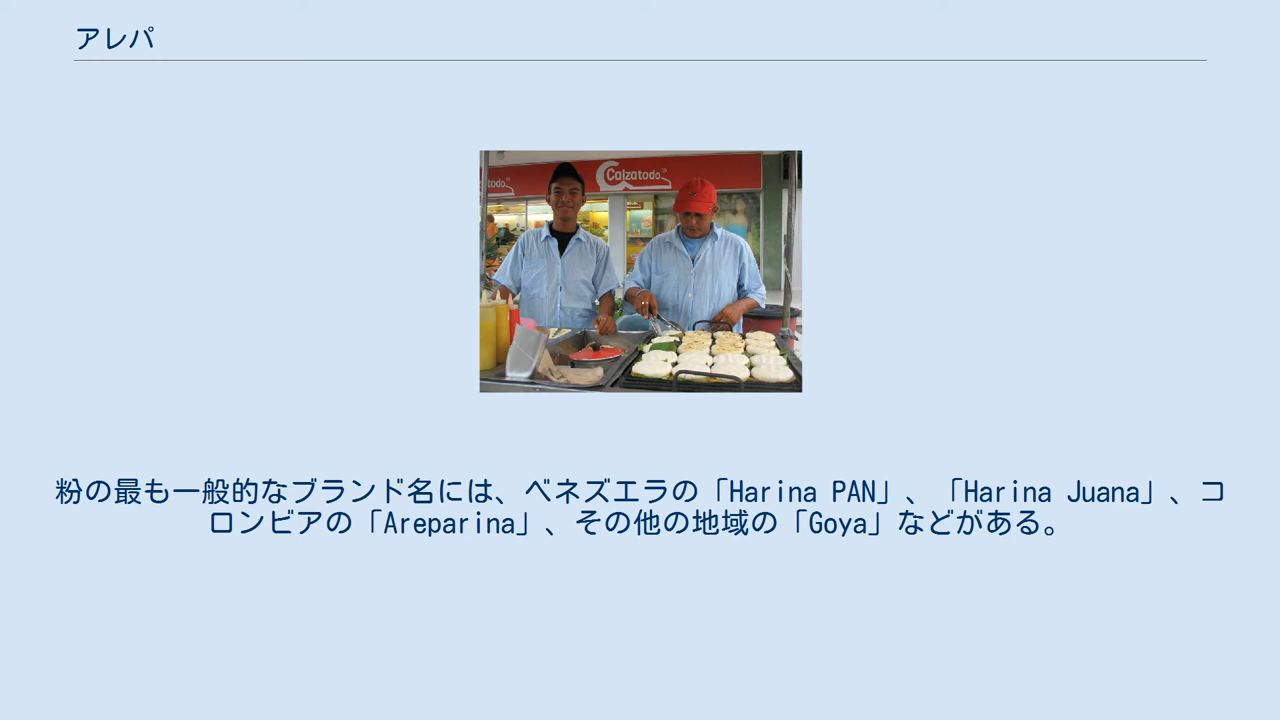 アレパ
Calzatodo
todo
粉の最も一般的なブランド名には、ベネズエラの「Harina PAN」、「Harina Juana」、コ
ロンビアの「Areparina」、その他の地域の「Goya」などがある。